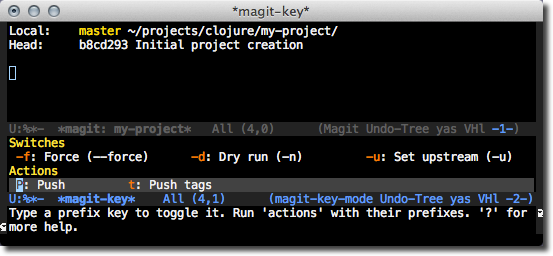 *magit-key*
Local:    master ~/projects/clojure/my-project/
Head:     b8cd293 Initial project creation
U:%*-  *magit: my-project*   All (4,0)      (Magit Undo-Tree yas VHl -1-)
Switches
-f: Force (--force)      -d: Dry run (-n)         -u: Set upstream (-u)
Actions
P: Push         t: Push tags
U:%*-  *magit-key*    All (4,1)      (magit-key-mode Undo-Tree yas VHl -2-)
Type a prefix key to toggle it. Run 'actions' with their prefixes. '?' for
more help.